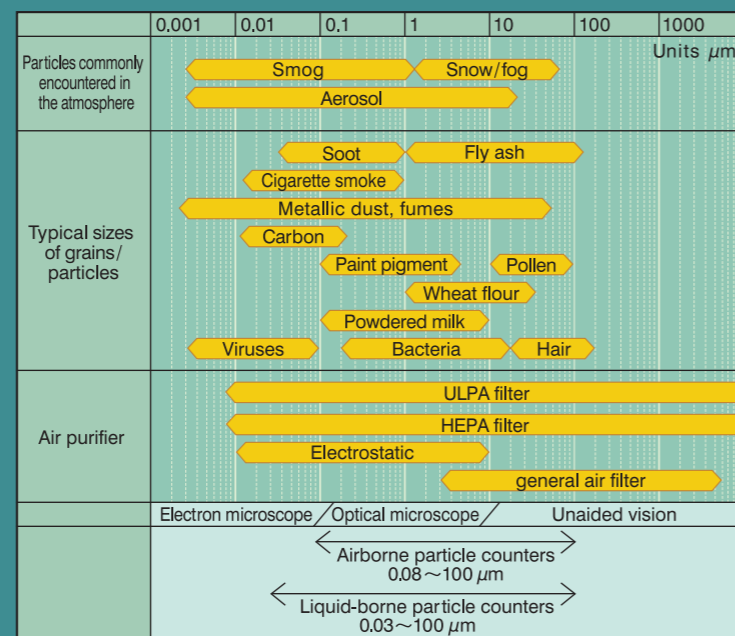 0.001 0.01 0.1 1 10 100 1000
Units μm
Particles commonly
encountered in
the atmosphere
Smog Snow/fog
Aerosol
Typical sizes
of grains/
particles
Soot Fly ash
Cigarette smoke
Metallic dust, fumes
Carbon
Paint pigment Pollen
Wheat flour
Powdered milk
Viruses Bacteria Hair
Air purifier
ULPA filter
HEPA filter
Electrostatic
general air filter
Electron microscope Optical microscope Unaided vision
Airborne particle counters
0.08～100 μm
Liquid-borne particle counters
0.03～100 μm